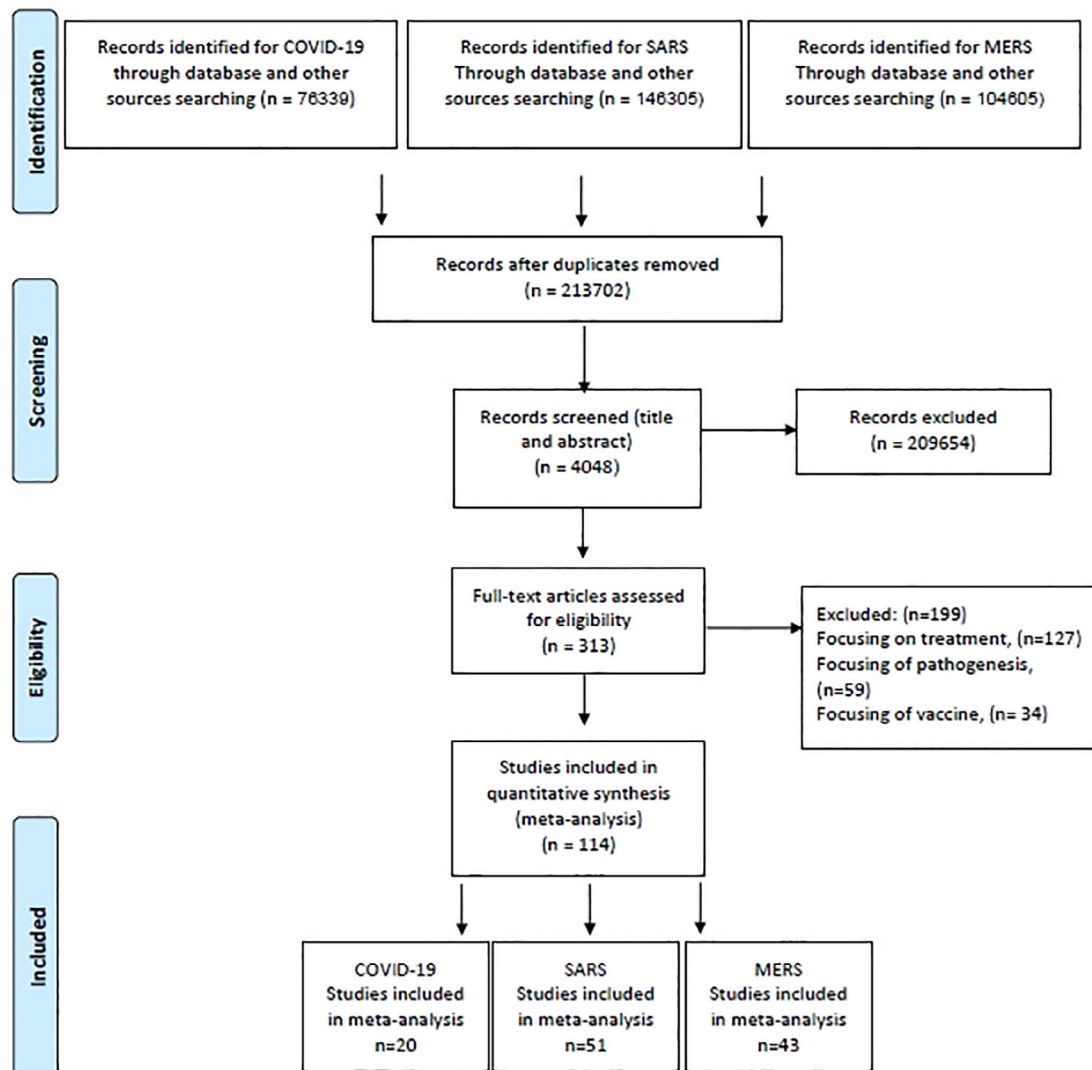 Identification
Records identified for COVID-19
through database and other
sources searching (n = 76339)
Records identified for SARS
Through database and other
sources searching (n = 146305)
Records identified for MERS
Through database and other
sources searching (n = 104605)
Screening
Records after duplicates removed
(n = 213702)
Records screened (title
and abstract)
(n = 4048)
Records excluded
(n = 209654)
Eligibility
Full-text articles assessed
for eligibility
(n = 313)
Excluded: (n=199)
Focusing on treatment, (n=127)
Focusing of pathogenesis,
(n=59)
Focusing of vaccine, (n= 34)
Studies included in
quantitative synthesis
(meta-analysis)
(n = 114)
Included
COVID-19
Studies included
in meta-analysis
n=20
SARS
Studies included
in meta-analysis
n=51
MERS
Studies included
in meta-analysis
n=43